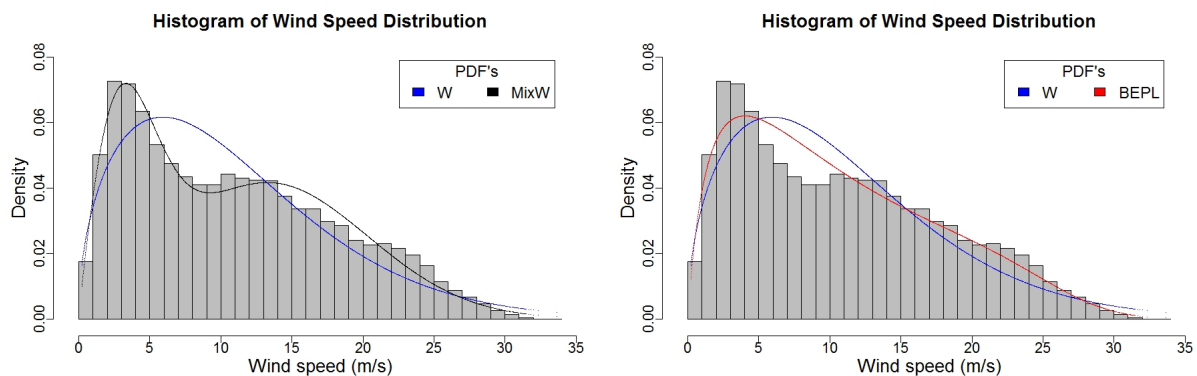 Histogram of Wind Speed Distribution
PDF's
W MixW
Density
0.00 0.02 0.04 0.06 0.08
0 5 10 15 20 25 30 35
Wind speed (m/s)
Histogram of Wind Speed Distribution
PDF's
W BEPL
Density
0.00 0.02 0.04 0.06 0.08
0 5 10 15 20 25 30 35
Wind speed (m/s)